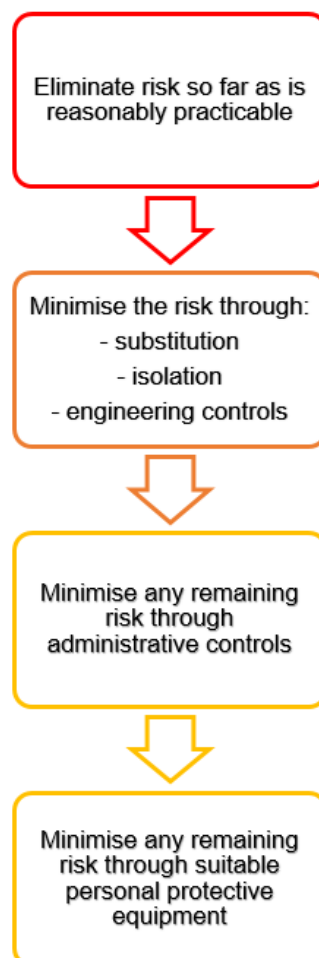 Eliminate risk so far as is
reasonably practicable
Minimise the risk through:
- substitution
- isolation
- engineering controls
Minimise any remaining
risk through
administrative controls
Minimise any remaining
risk through suitable
personal protective
equipment